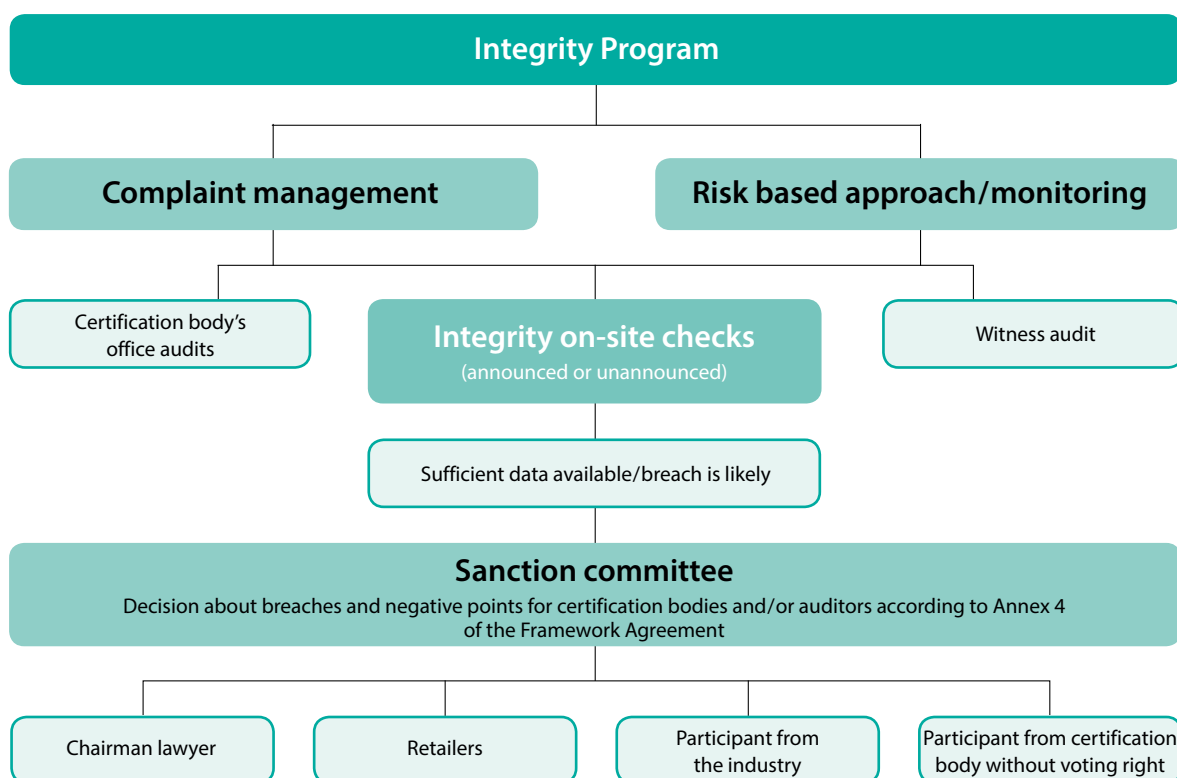 Integrity Program
Complaint management
Risk based approach/monitoring
Certification body's
office audits
Integrity on-site checks
(announced or unannounced)
Witness audit
Sufficient data available/breach is likely
Sanction committee
Decision about breaches and negative points for certification bodies and/or auditors according to Annex 4
of the Framework Agreement
Chairman lawyer
Retailers
Participant from
the industry
Participant from certification
body without voting right